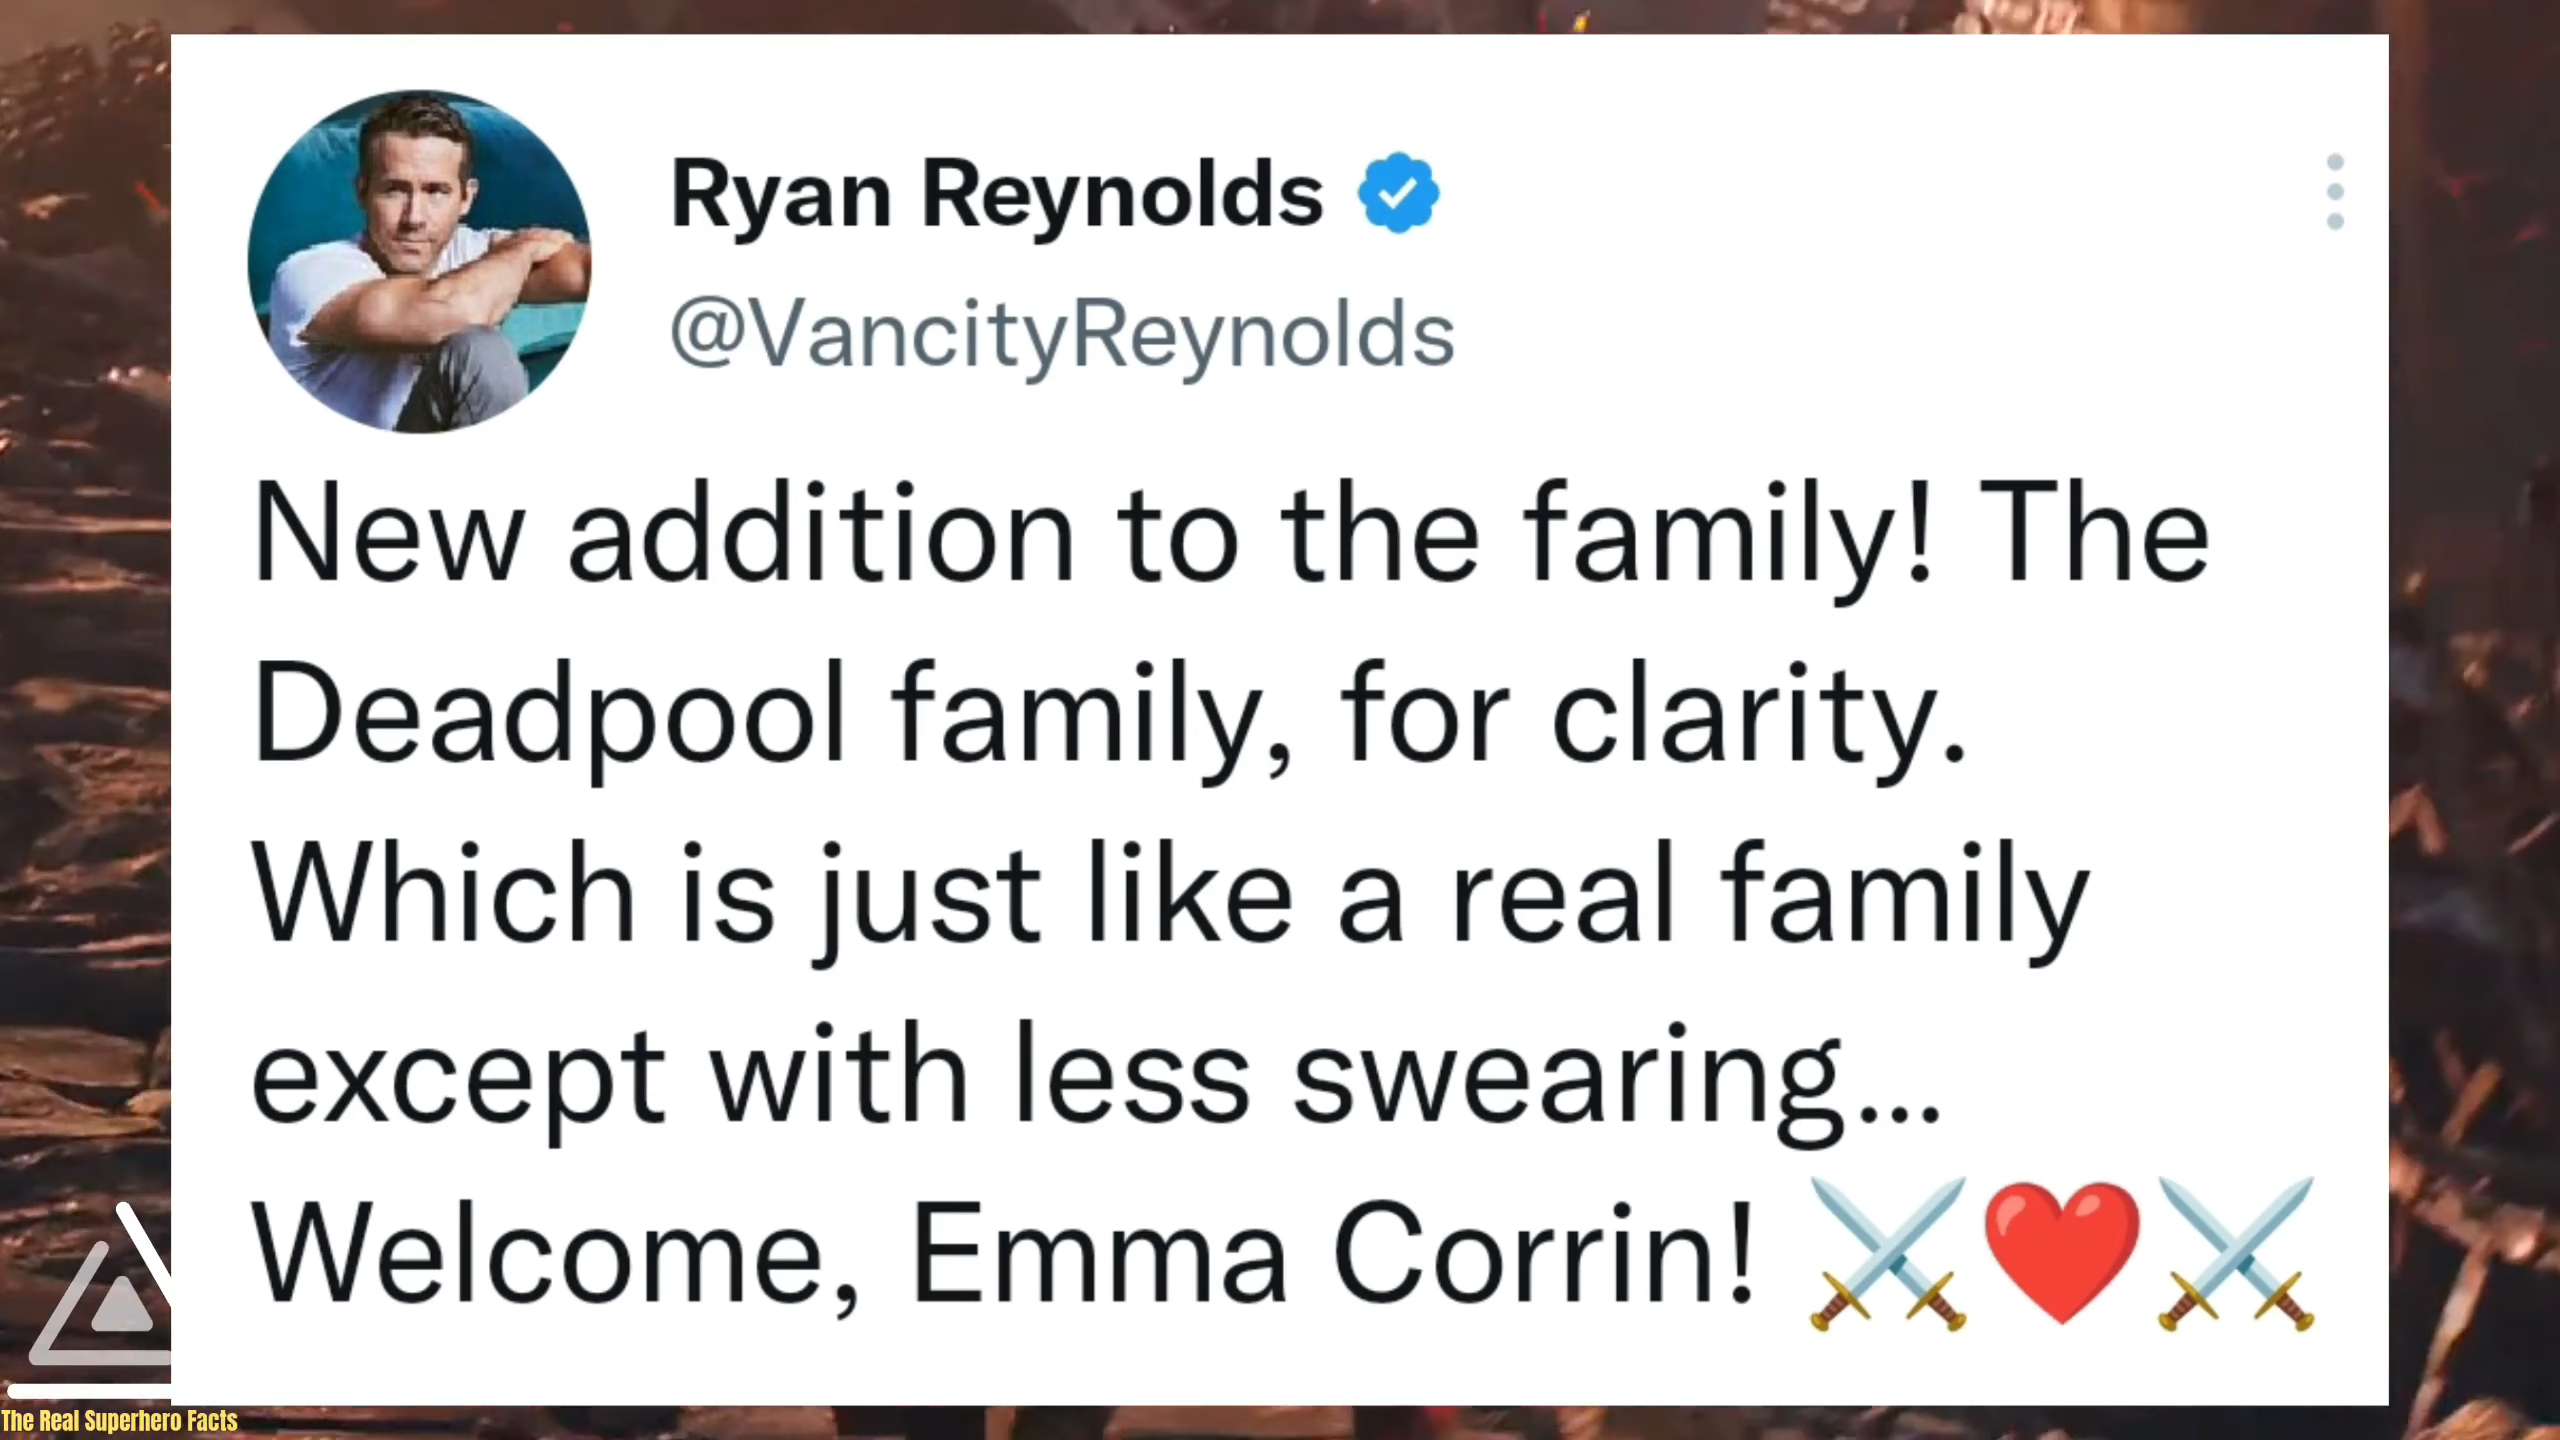 Ryan Reynolds
@VancityReynolds
New addition to the family! The
Deadpool family, for clarity.
Which is just like a real family
except with less swearing...
Welcome, Emma Corrin! ⚔️❤️⚔️
The Real Superhero Facts